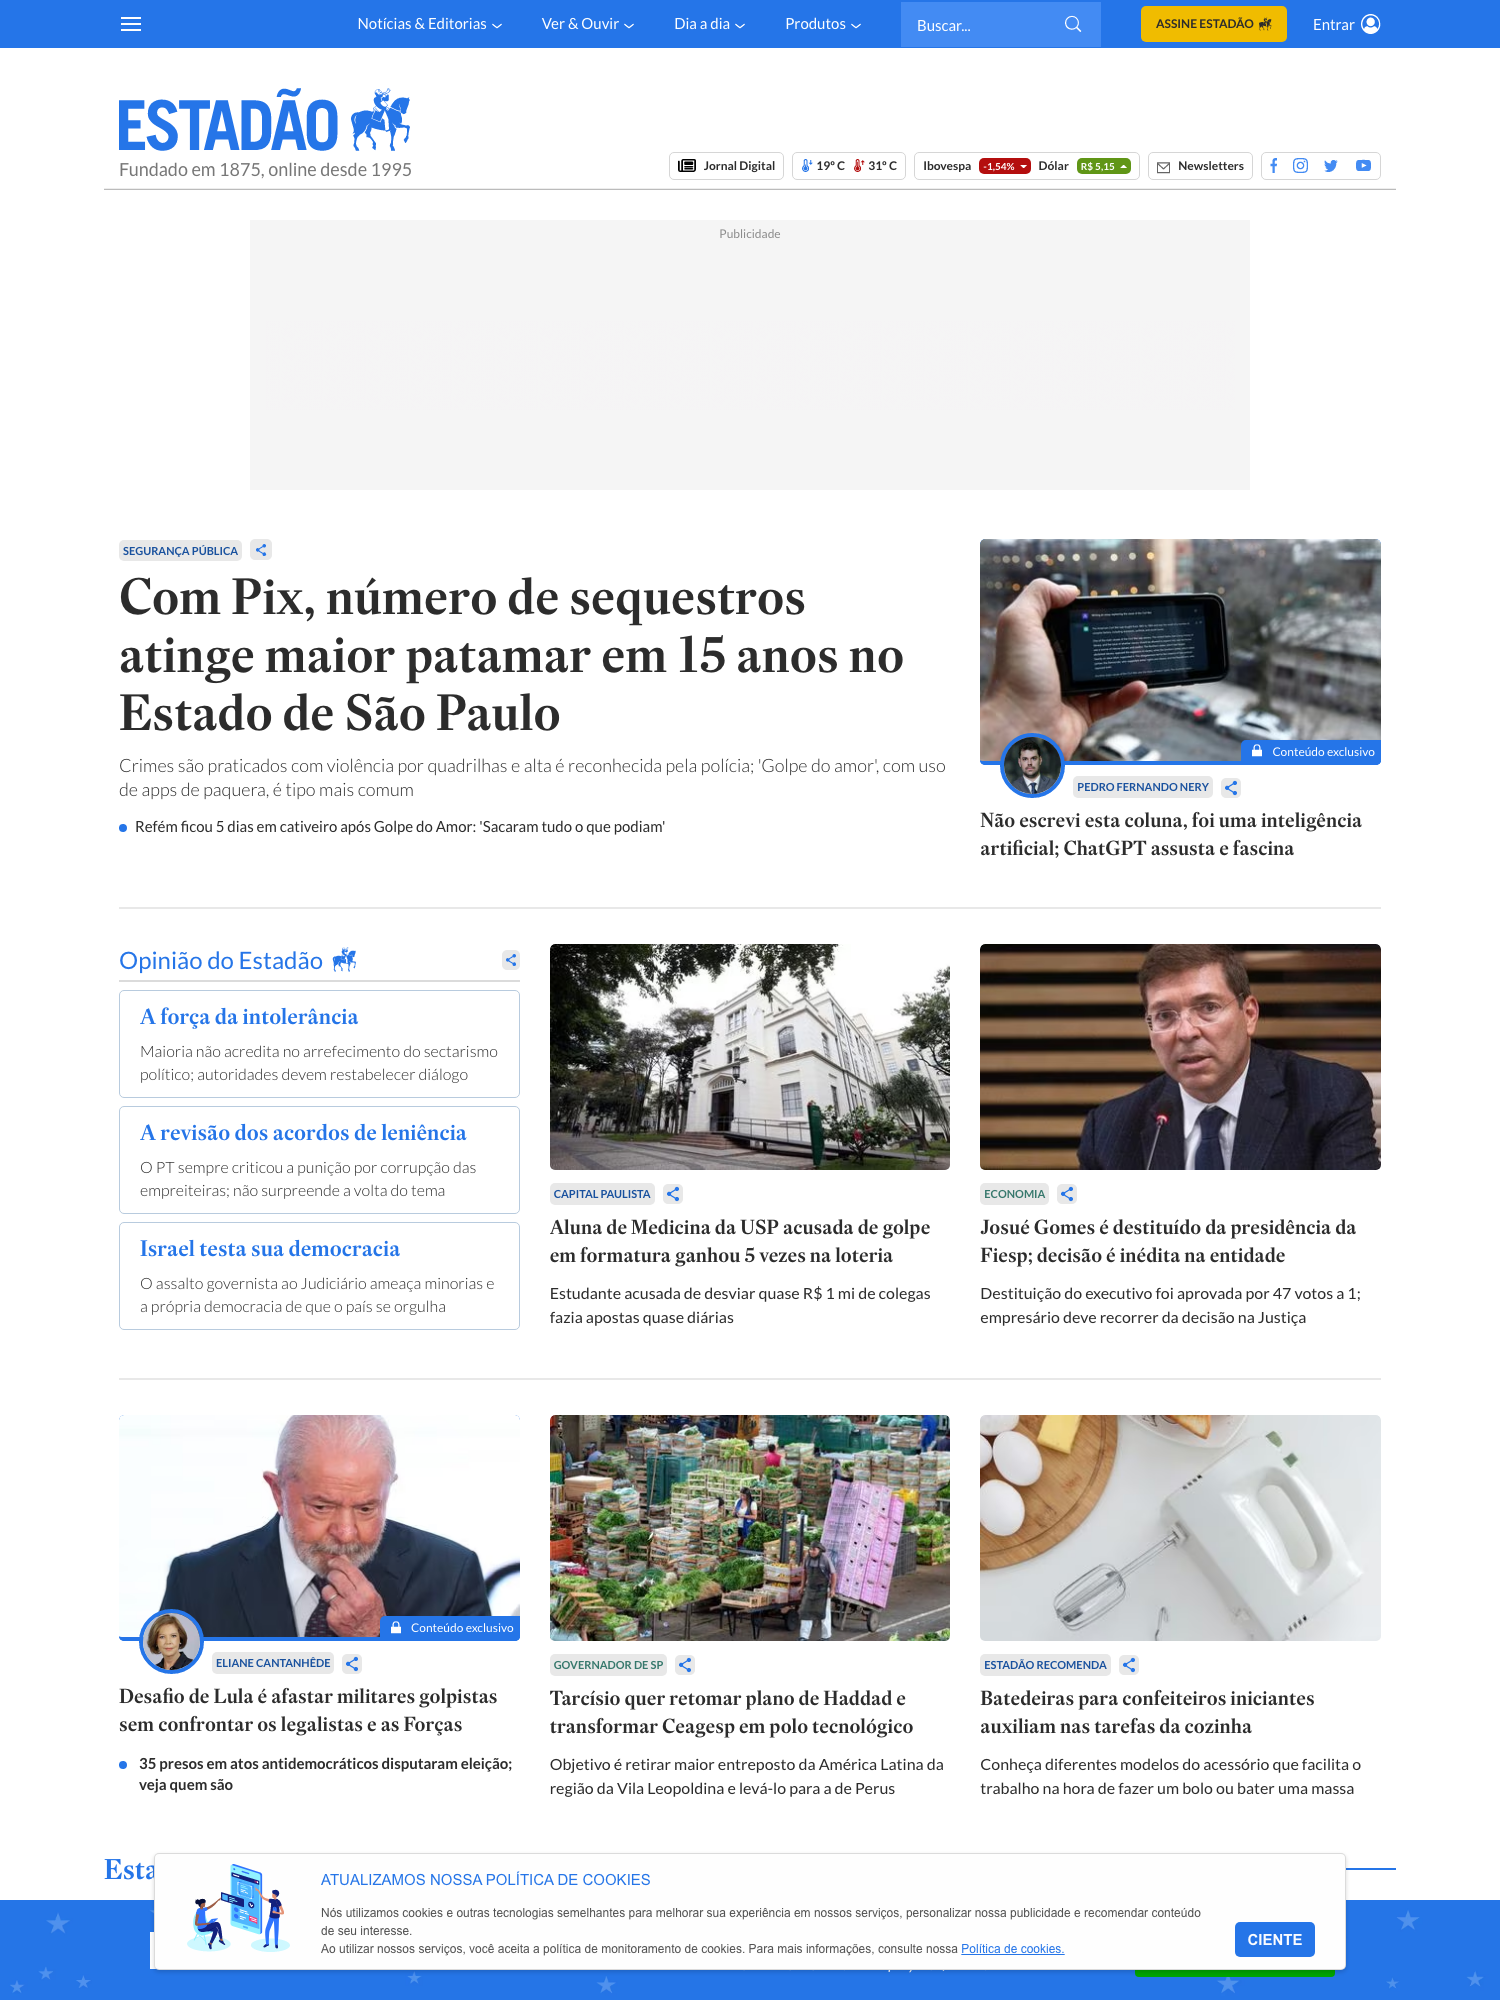 Notícias & Editorias
Ver & Ouvir
Dia a dia
Produtos
Buscar...
ASSINE ESTADÃO
Entrar
ESTADÃO
Fundado em 1875, online desde 1995
Jornal Digital
19° C 31° C
Ibovespa -1,54% Dólar R$ 5,15
Newsletters
Publicidade
SEGURANÇA PÚBLICA
Com Pix, número de sequestros
atinge maior patamar em 15 anos no
Estado de São Paulo
Crimes são praticados com violência por quadrilhas e alta é reconhecida pela polícia; 'Golpe do amor', com uso
de apps de paquera, é tipo mais comum
Refém ficou 5 dias em cativeiro após Golpe do Amor: 'Sacaram tudo o que podiam'
Conteúdo exclusivo
PEDRO FERNANDO NERY
Não escrevi esta coluna, foi uma inteligência
artificial; ChatGPT assusta e fascina
Opinião do Estadão
A força da intolerância
Maioria não acredita no arrefecimento do sectarismo
político; autoridades devem restabelecer diálogo
A revisão dos acordos de leniência
O PT sempre criticou a punição por corrupção das
empreiteiras; não surpreende a volta do tema
Israel testa sua democracia
O assalto governista ao Judiciário ameaça minorias e
a própria democracia de que o país se orgulha
CAPITAL PAULISTA
Aluna de Medicina da USP acusada de golpe
em formatura ganhou 5 vezes na loteria
Estudante acusada de desviar quase R$ 1 mi de colegas
fazia apostas quase diárias
ECONOMIA
Josué Gomes é destituído da presidência da
Fiesp; decisão é inédita na entidade
Destituição do executivo foi aprovada por 47 votos a 1;
empresário deve recorrer da decisão na Justiça
Conteúdo exclusivo
ELIANE CANTANHÊDE
Desafio de Lula é afastar militares golpistas
sem confrontar os legalistas e as Forças
35 presos em atos antidemocráticos disputaram eleição;
veja quem são
GOVERNADOR DE SP
Tarcísio quer retomar plano de Haddad e
transformar Ceagesp em polo tecnológico
Objetivo é retirar maior entreposto da América Latina da
região da Vila Leopoldina e levá-lo para a de Perus
ESTADÃO RECOMENDA
Batedeiras para confeiteiros iniciantes
auxiliam nas tarefas da cozinha
Conheça diferentes modelos do acessório que facilita o
trabalho na hora de fazer um bolo ou bater uma massa
Esta
ATUALIZAMOS NOSSA POLÍTICA DE COOKIES
Nós utilizamos cookies e outras tecnologias semelhantes para melhorar sua experiência em nossos serviços, personalizar nossa publicidade e recomendar conteúdo
de seu interesse.
Ao utilizar nossos serviços, você aceita a política de monitoramento de cookies. Para mais informações, consulte nossa Política de cookies.
CIENTE